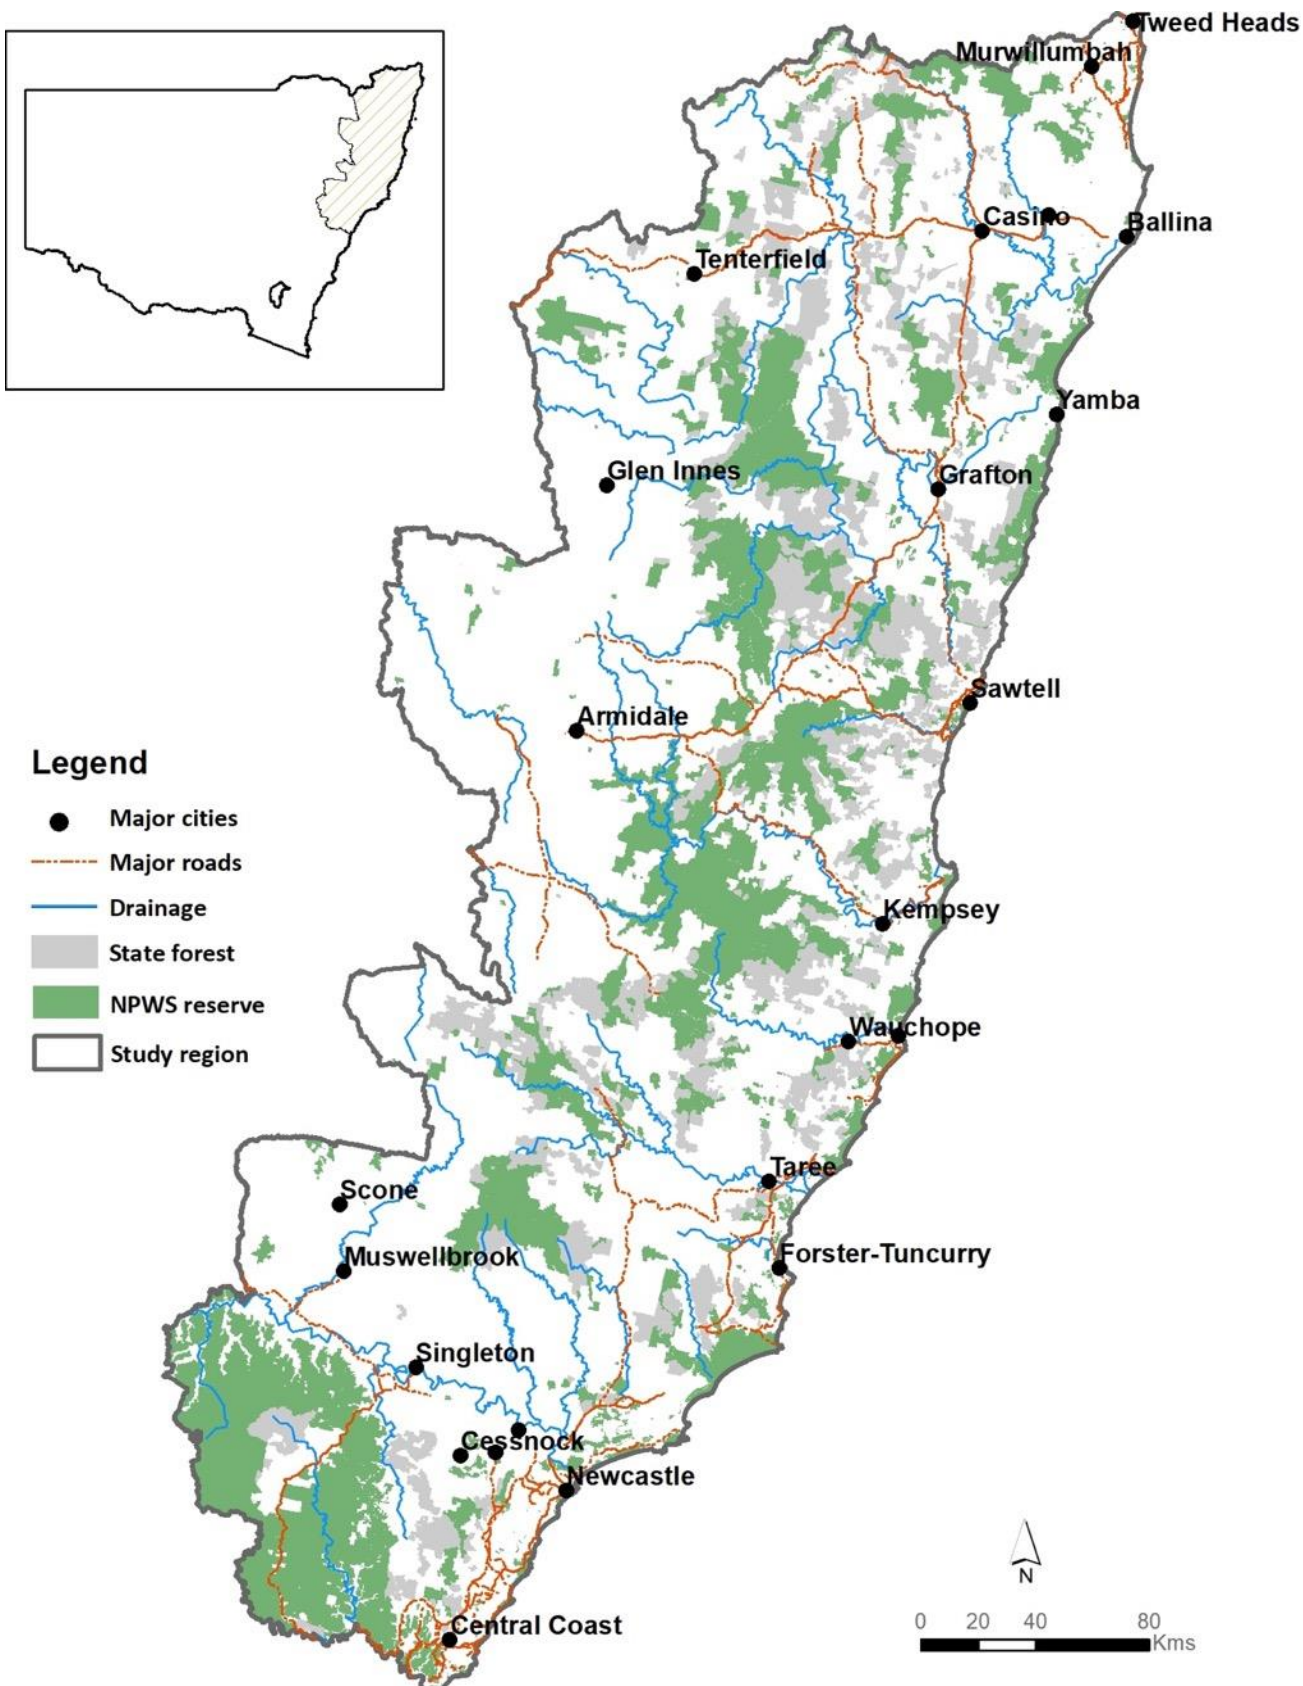 Tweed Heads
Murwillumbah
Casino
Ballina
Tenterfield
Yamba
Glen Innes
Grafton
Sawtell
Armidale
Legend
Major cities
Major roads
Drainage
State forest
NPWS reserve
Study region
Kempsey
Wauchope
Taree
Scone
Forster-Tuncurry
Muswellbrook
Singleton
Cessnock
Newcastle
Central Coast
N
0 20 40 80
Kms